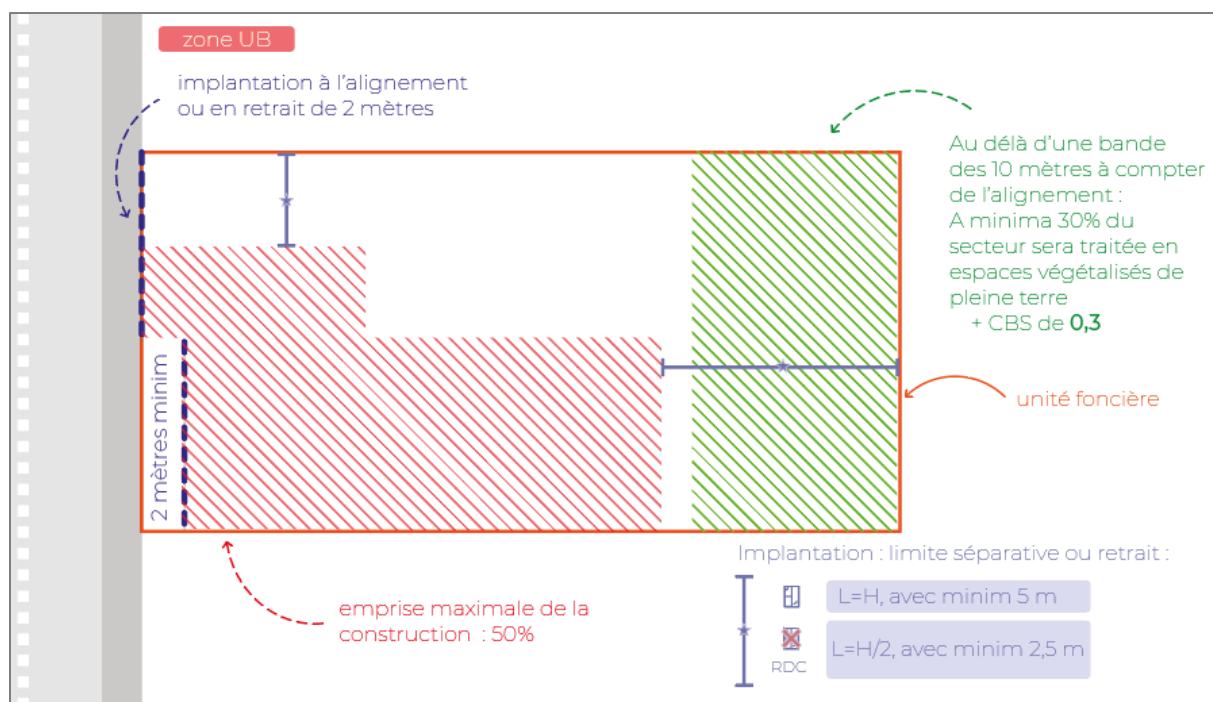 zone UB
implantation à l'alignement
ou en retrait de 2 mètres
Au délà d'une bande
des 10 mètres à compter
de l'alignement :
A minima 30% du
secteur sera traitée en
espaces végétalisés de
pleine terre
+ CBS de 0,3
2 mètres minim
unité foncière
emprise maximale de la
construction : 50%
Implantation : limite séparative ou retrait :
L=H, avec minim 5 m
L=H/2, avec minim 2,5 m
RDC